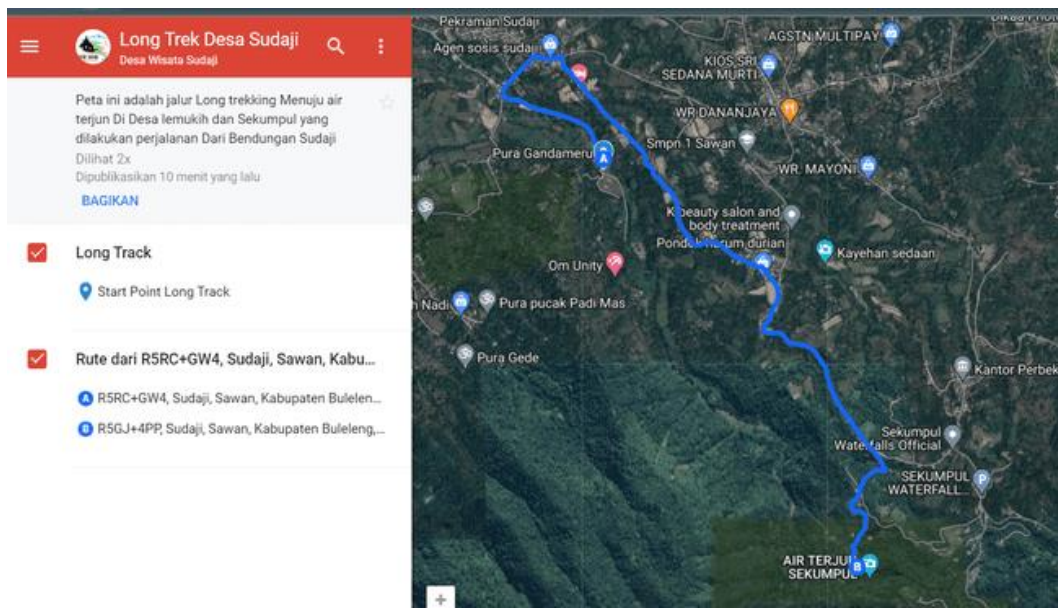 Long Trek Desa Sudaji
Desa Wisata Sudaji
Peta ini adalah jalur Long trekking Menuju air
terjun Di Desa lemukih dan Sekumpul yang
dilakukan perjalanan Dari Bendungan Sudaji
Dilihat 2x
Dipublikasikan 10 menit yang lalu
BAGIKAN
Long Track
Start Point Long Track
Rute dari R5RC+GW4, Sudaji, Sawan, Kabu...
A R5RC+GW4, Sudaji, Sawan, Kabupaten Bulelen...
B R5GJ+4PP, Sudaji, Sawan, Kabupaten Buleleng,...
Pekraman Sudaji
Agen sosis sudaji
AGSTN MULTIPAY
KIOS SRI
SEDANA MURTI
WR DANANJAYA
Smpn 1 Sawan
Pura Gandameru
A
WR. MAYONI
K beauty salon and
body treatment
Pondok harum durian
Kayehan sedaan
Om Unity
h Nadi
Pura pucak Padi Mas
Pura Gede
Kantor Perbek
Sekumpul
Waterfalls Official
SEKUMPUL
WATERFALL...
P
AIR TERJUN
SEKUMPUL
B
+